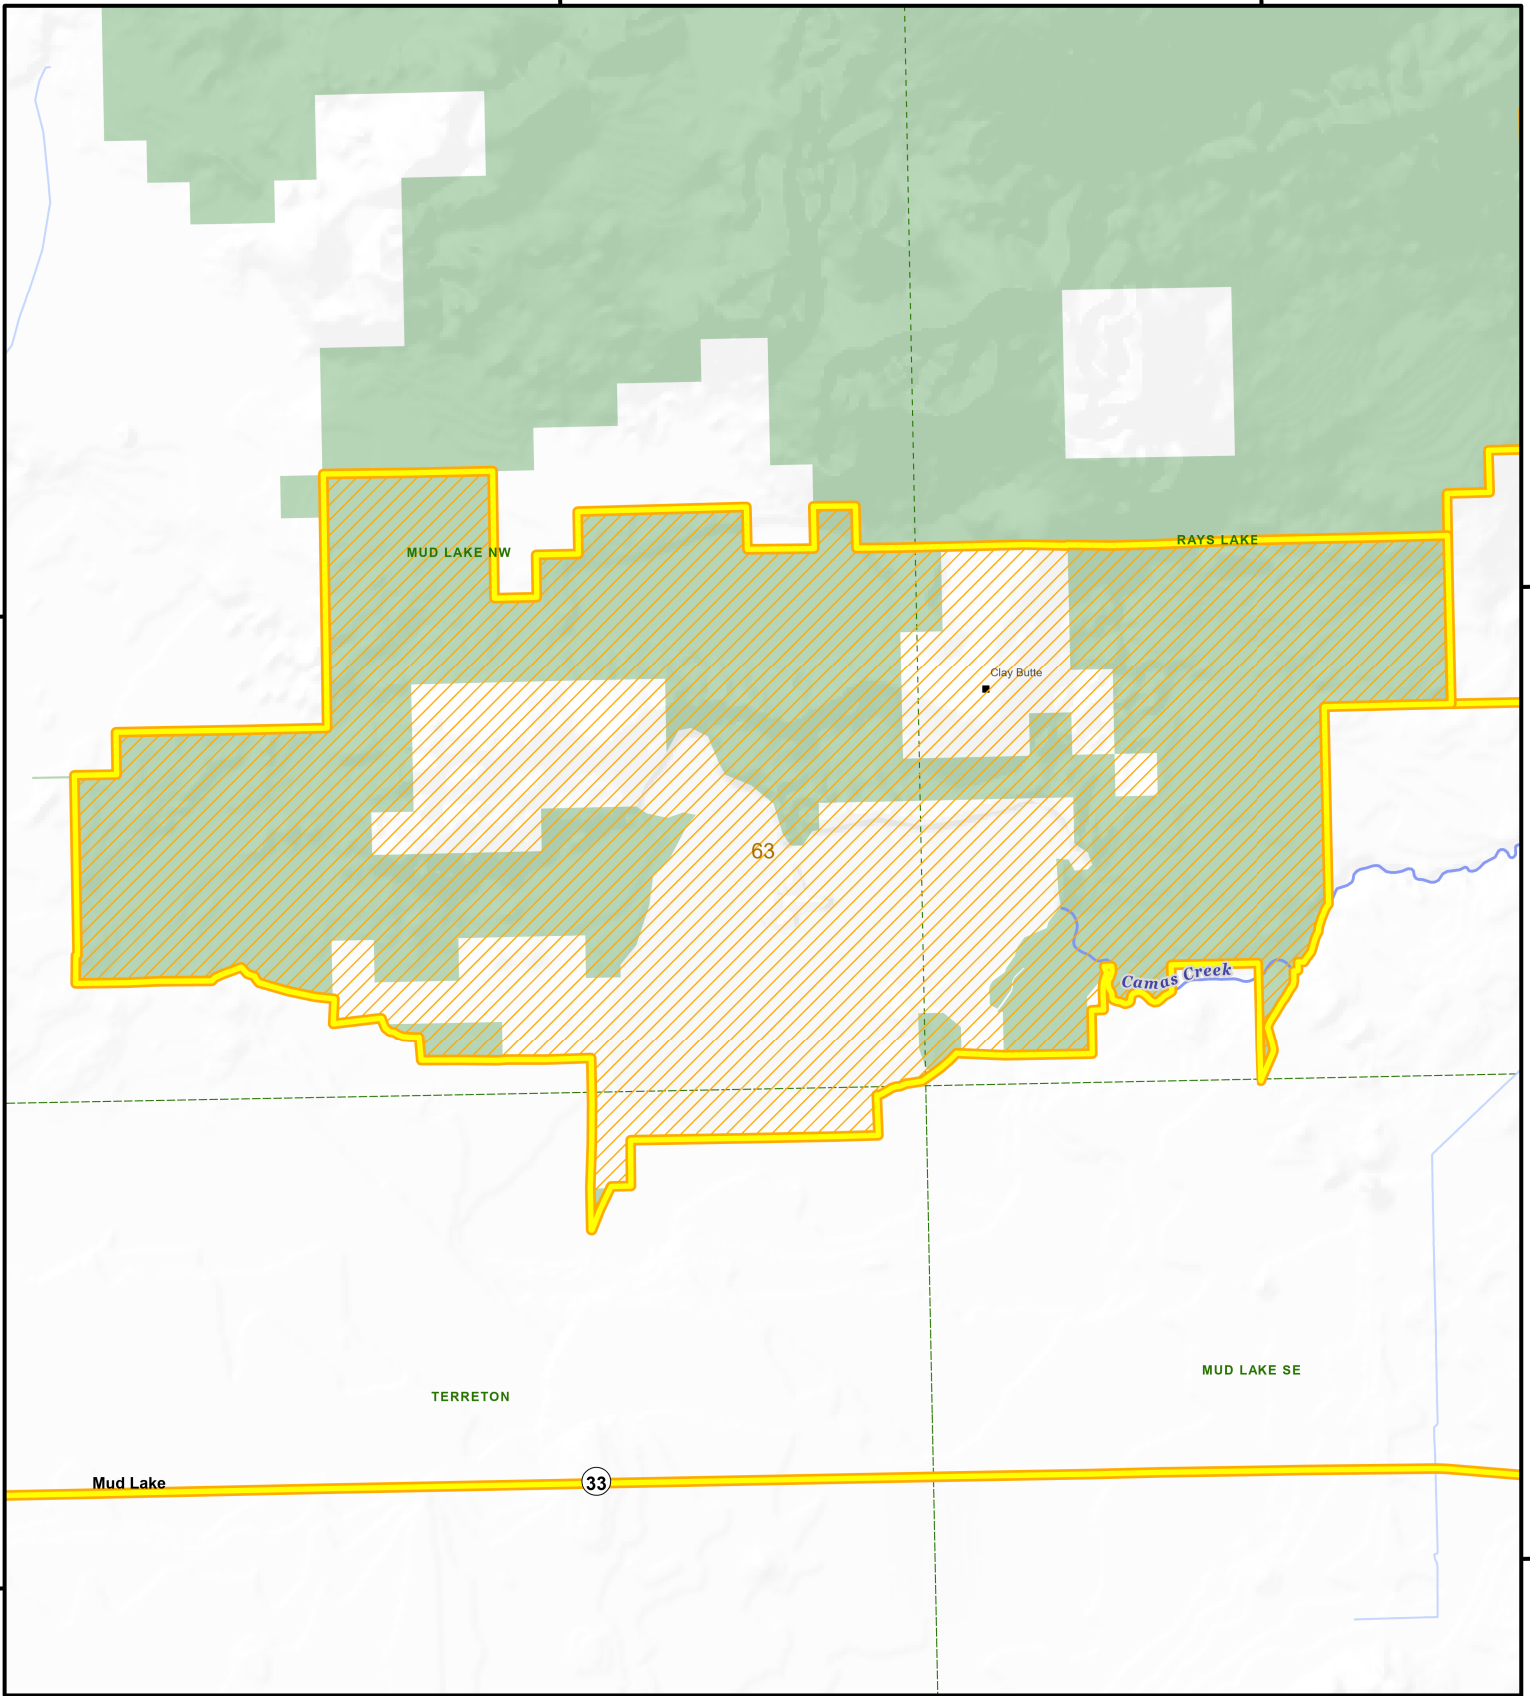 RAYS LAKE
MUD LAKE NW
Clay Butte
63
Camas Creek
MUD LAKE SE
TERRETON
Mud Lake
33